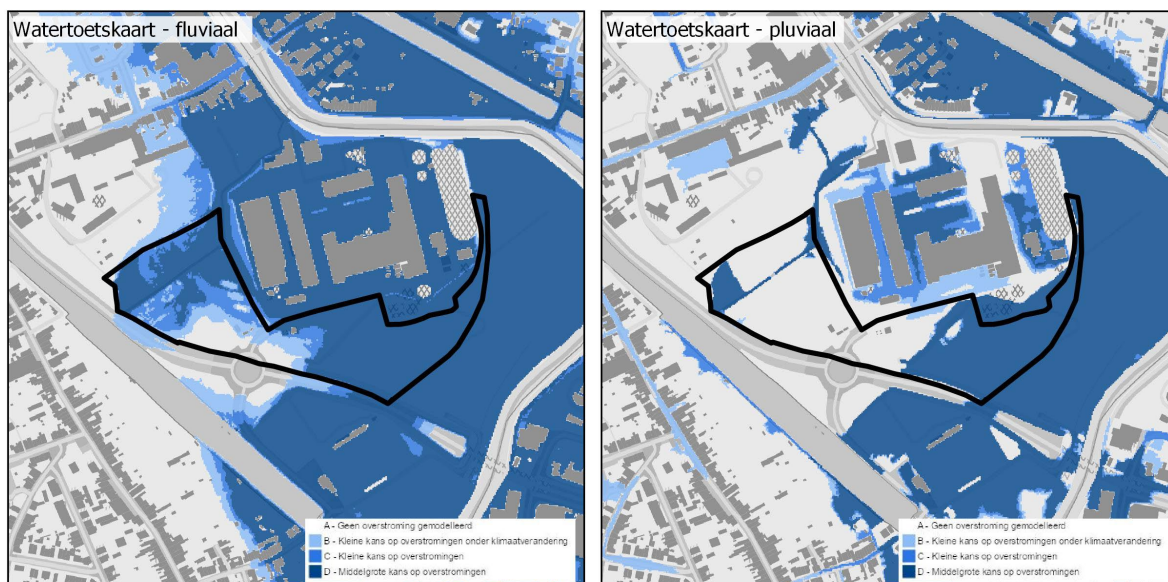 Watertoetskaart - fluviaal
A - Geen overstroming gemodelleerd
B - Kleine kans op overstromingen onder klimaatverandering
C - Kleine kans op overstromingen
D - Middelgrote kans op overstromingen
Watertoetskaart - pluviaal
A - Geen overstroming gemodelleerd
B - Kleine kans op overstromingen onder klimaatverandering
C - Kleine kans op overstromingen
D - Middelgrote kans op overstromingen